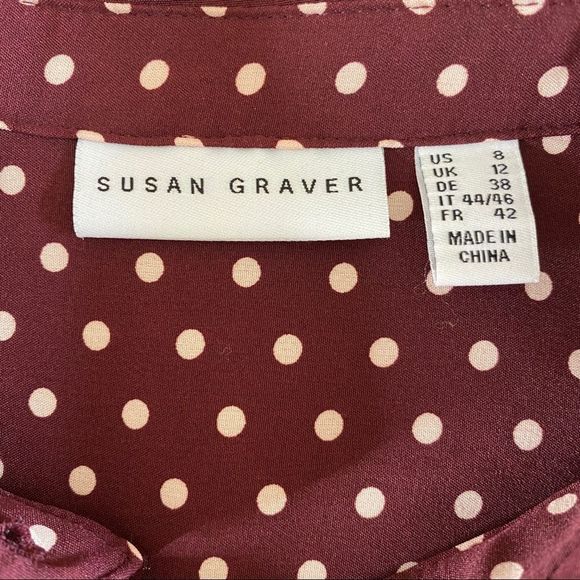 SUSAN GRAVER
US 8
UK 12
DE 38
IT 44/46
FR 42
MADE IN
CHINA